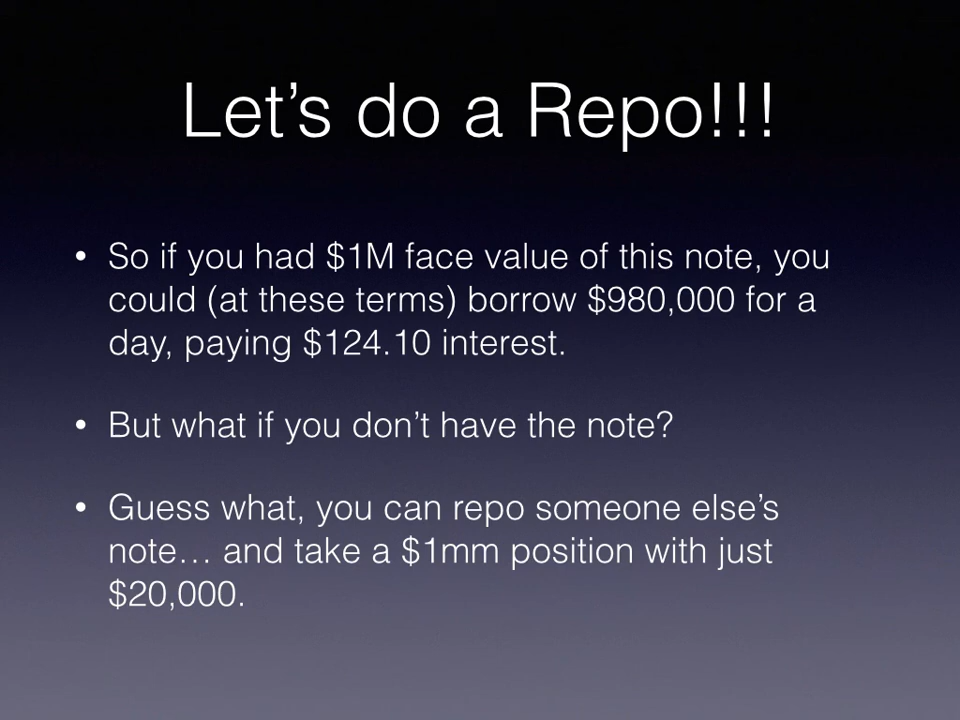 Let’s do a Repo!!!
• So if you had $1M face value of this note, you
could (at these terms) borrow $980,000 for a
day, paying $124.10 interest.
• But what if you don’t have the note?
• Guess what, you can repo someone else’s
note… and take a $1mm position with just
$20,000.